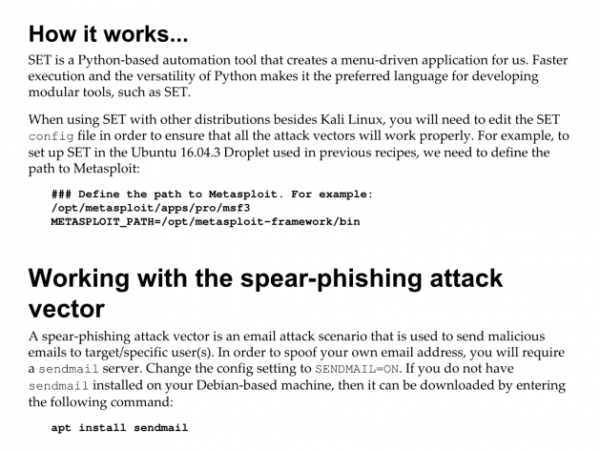 How it works...
SET is a Python-based automation tool that creates a menu-driven application for us. Faster
execution and the versatility of Python makes it the preferred language for developing
modular tools, such as SET.
When using SET with other distributions besides Kali Linux, you will need to edit the SET
config file in order to ensure that all the attack vectors will work properly. For example, to
set up SET in the Ubuntu 16.04.3 Droplet used in previous recipes, we need to define the
path to Metasploit:
### Define the path to Metasploit. For example:
/opt/metasploit/apps/pro/msf3
METASPLOIT_PATH=/opt/metasploit-framework/bin
Working with the spear-phishing attack
vector
A spear-phishing attack vector is an email attack scenario that is used to send malicious
emails to target/specific user(s). In order to spoof your own email address, you will require
a sendmail server. Change the config setting to SENDMAIL=ON. If you do not have
sendmail installed on your Debian-based machine, then it can be downloaded by entering
the following command:
apt install sendmail